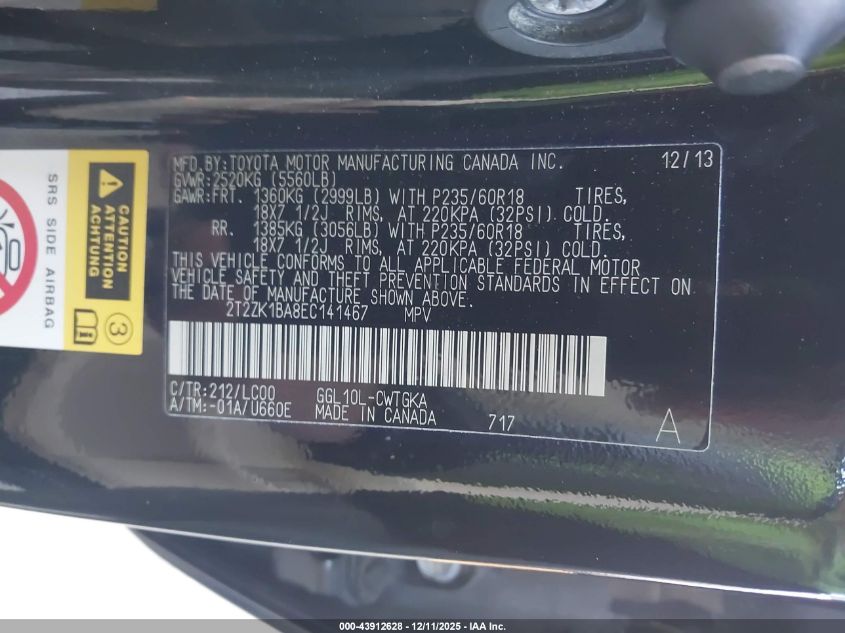 MFD.BY:TOYOTA MOTOR MANUFACTURING CANADA INC. 12/13
GVWR:2520KG (5560LB)
GAWR:FRT. 1360KG (2999LB) WITH P235/60R18 TIRES,
18X7 1/2J RIMS, AT 220KPA (32PSI) COLD.
RR. 1385KG (3056LB) WITH P235/60R18 TIRES,
18X7 1/2J RIMS, AT 220KPA (32PSI) COLD.
THIS VEHICLE CONFORMS TO ALL APPLICABLE FEDERAL MOTOR
VEHICLE SAFETY AND THEFT PREVENTION STANDARDS IN EFFECT ON
THE DATE OF MANUFACTURE SHOWN ABOVE.
2T2ZK1BA8EC141467 MPV
C/TR:212/LC00 GGL10L-CWTGKA
A/TM:-01A/U660E MADE IN CANADA 717 A
SRS SIDE AIRBAG
CAUTION
ATTENTION
ACHTUNG
3
000-43912628 - 12/11/2025 - IAA Inc.